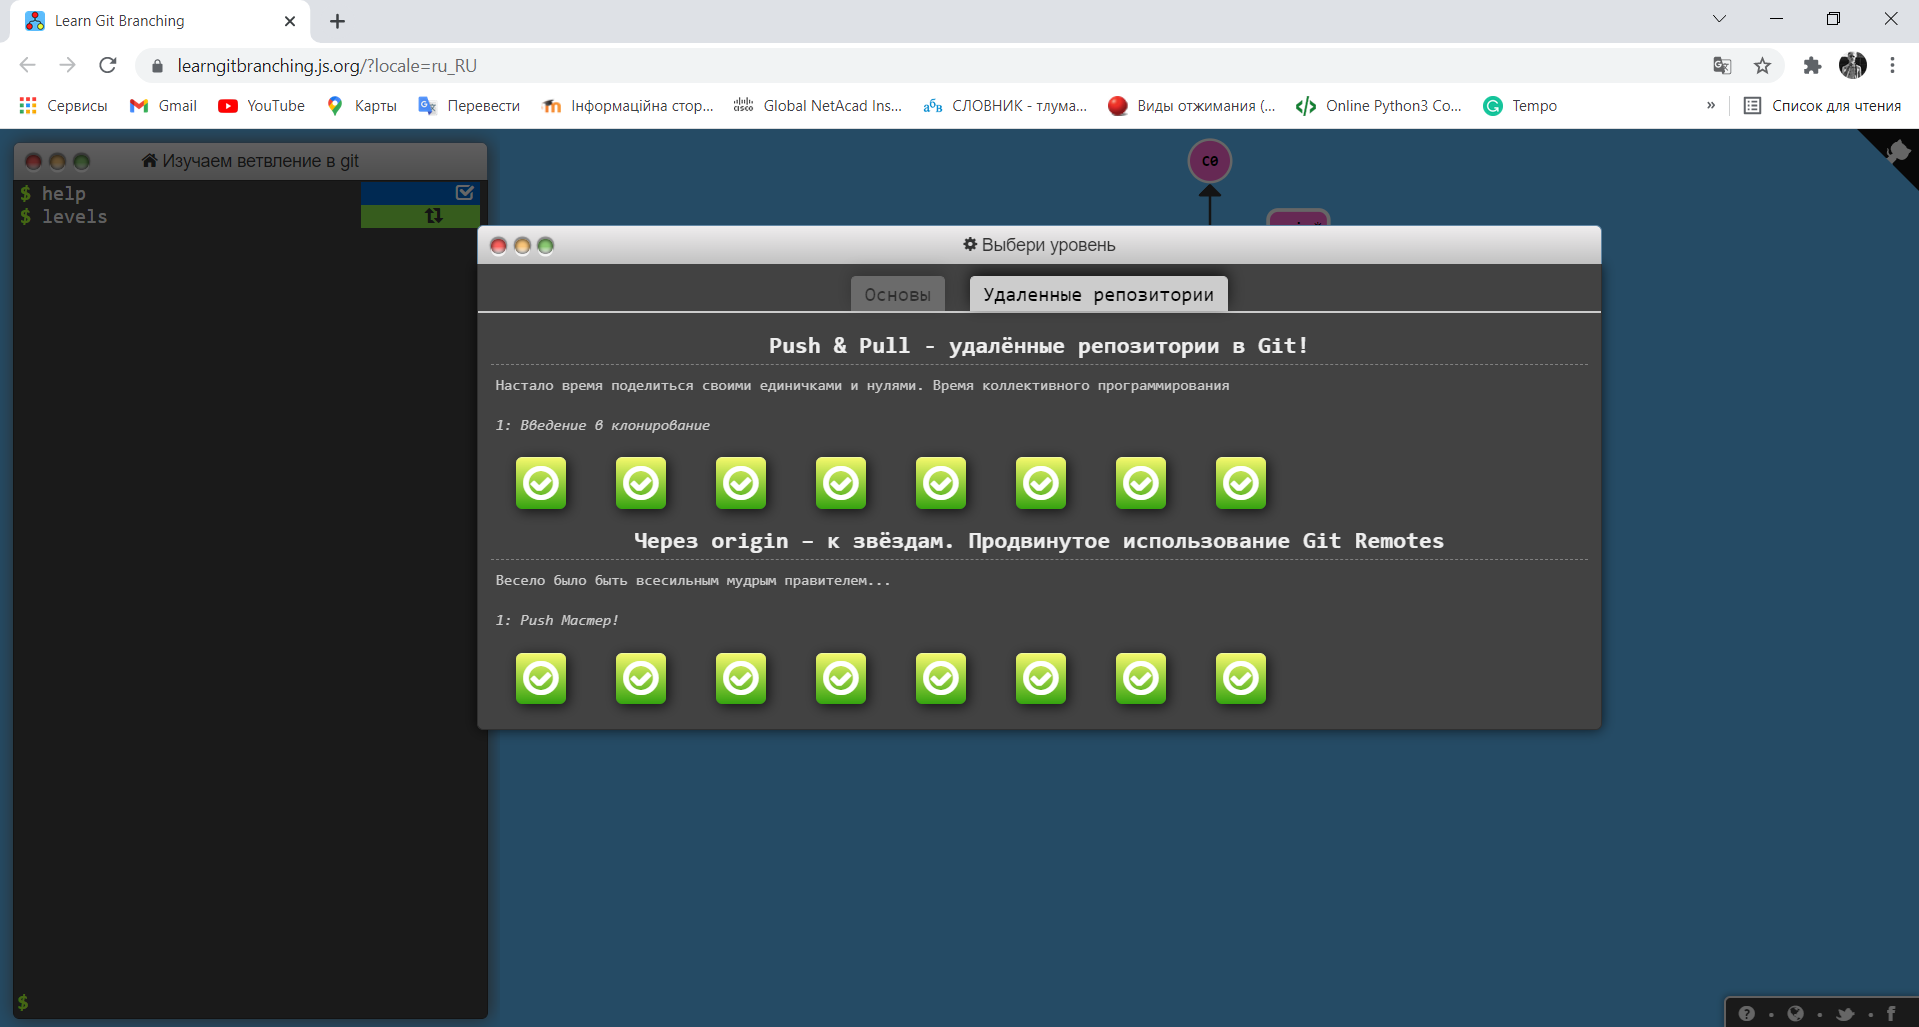 Learn Git Branching
learngitbranching.js.org/?locale=ru_RU
Сервисы Gmail YouTube Карты Перевести Інформаційна стор... Global NetAcad Ins... СЛОВНИК - тлума... Виды отжимания (... Online Python3 Co... Tempo » Список для чтения
Изучаем ветвление в git
$ help
$ levels
$
C0
Выбери уровень
Основы Удаленные репозитории
Push & Pull - удалённые репозитории в Git!
Настало время поделиться своими единичками и нулями. Время коллективного программирования
1: Введение в клонирование
Через origin – к звёздам. Продвинутое использование Git Remotes
Весело было быть всесильным мудрым правителем...
1: Push Мастер!